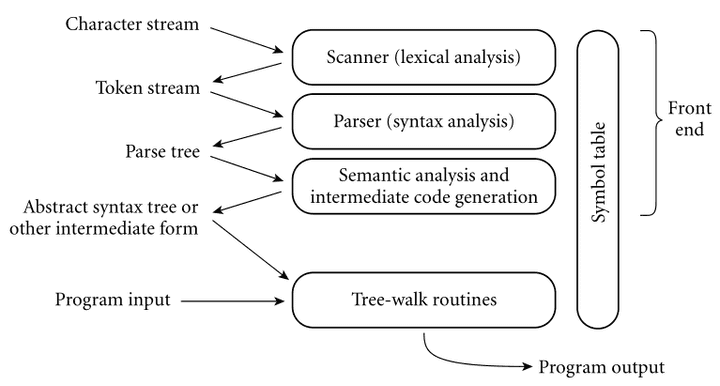 Character stream
Scanner (lexical analysis)
Token stream
Parser (syntax analysis)
Parse tree
Semantic analysis and
intermediate code generation
Abstract syntax tree or
other intermediate form
Program input
Tree-walk routines
Program output
Symbol table
Front
end